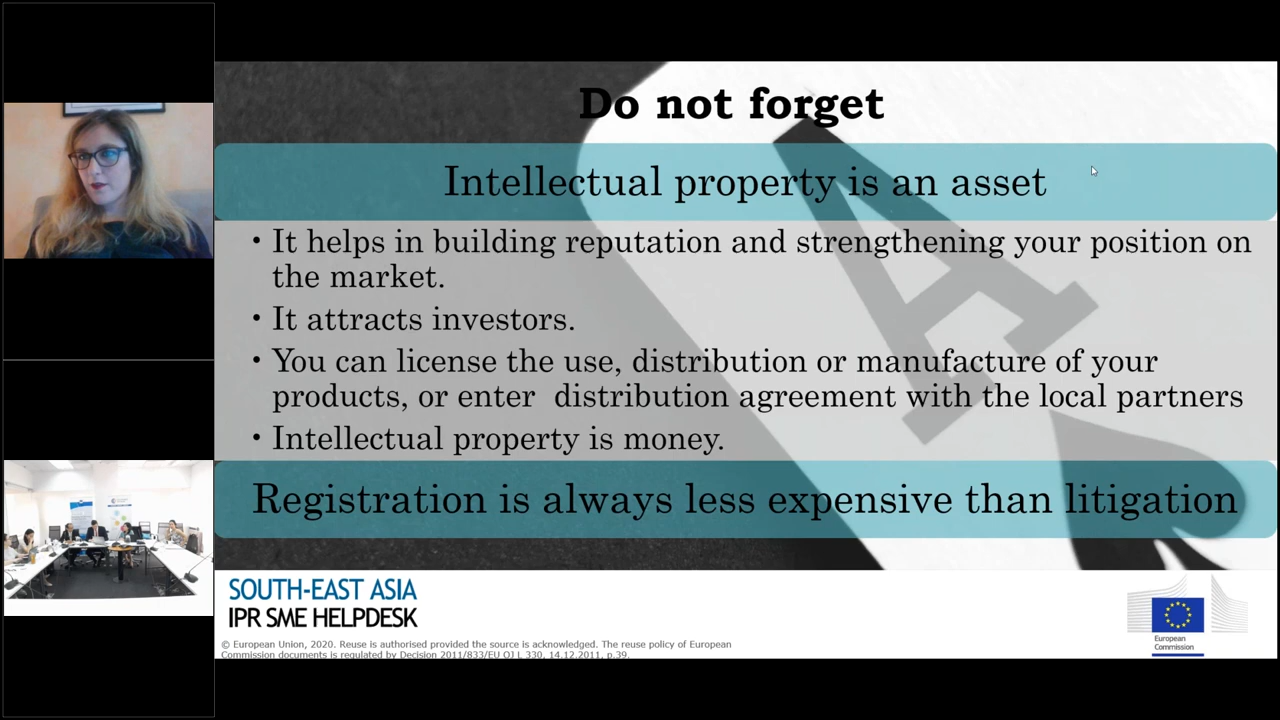 Do not forget
Intellectual property is an asset
• It helps in building reputation and strengthening your position on
the market.
• It attracts investors.
• You can license the use, distribution or manufacture of your
products, or enter  distribution agreement with the local partners
• Intellectual property is money.
Registration is always less expensive than litigation
SOUTH-EAST ASIA
IPR SME HELPDESK
© European Union, 2020. Reuse is authorised provided the source is acknowledged. The reuse policy of European
Commission documents is regulated by Decision 2011/833/EU OJ L 330, 14.12.2011, p.39.
European
Commission